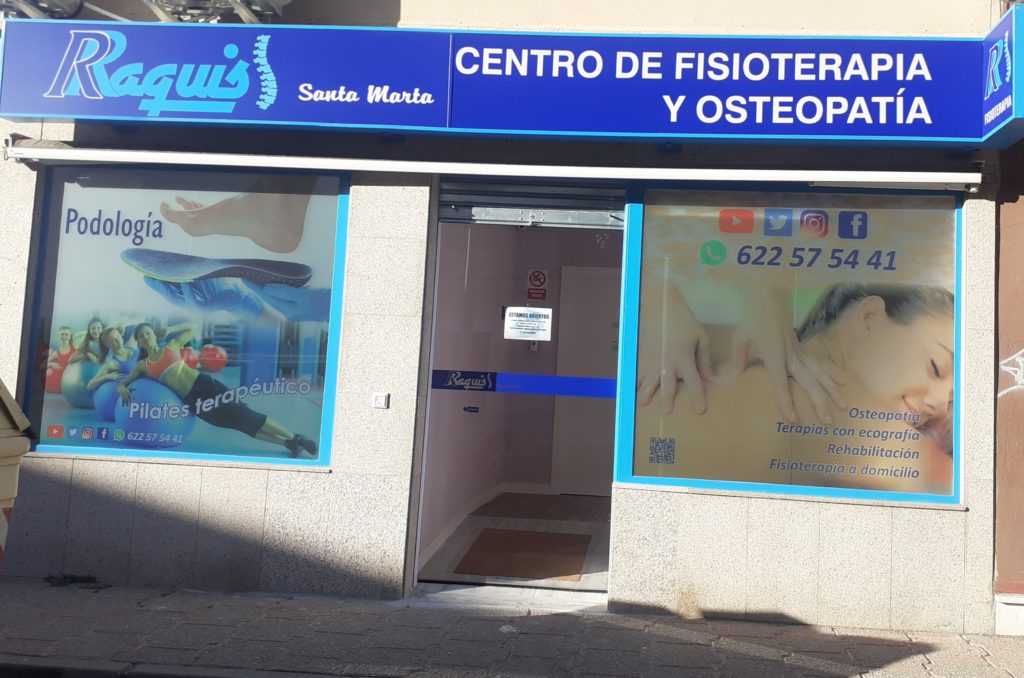 Raquis
Santa Marta
CENTRO DE FISIOTERAPIA
Y OSTEOPATÍA
R
FISIOTERAPIA
Podología
Pilates terapéutico
622 57 54 41
ESTAMOS ABIERTOS
Raquis
622 57 54 41
Osteopatía
Terapias con ecografía
Rehabilitación
Fisioterapia a domicilio